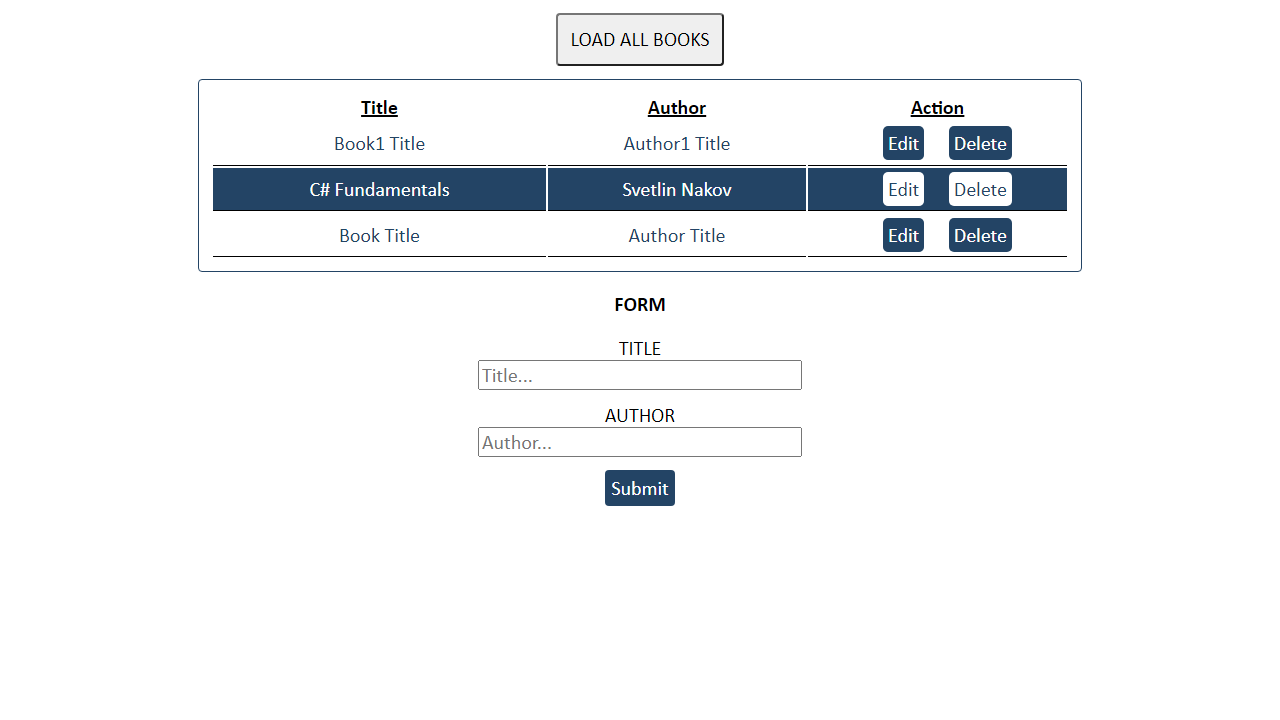 LOAD ALL BOOKS
Title Author Action
Book1 Title Author1 Title Edit Delete
C# Fundamentals Svetlin Nakov Edit Delete
Book Title Author Title Edit Delete
FORM
TITLE
Title...
AUTHOR
Author...
Submit